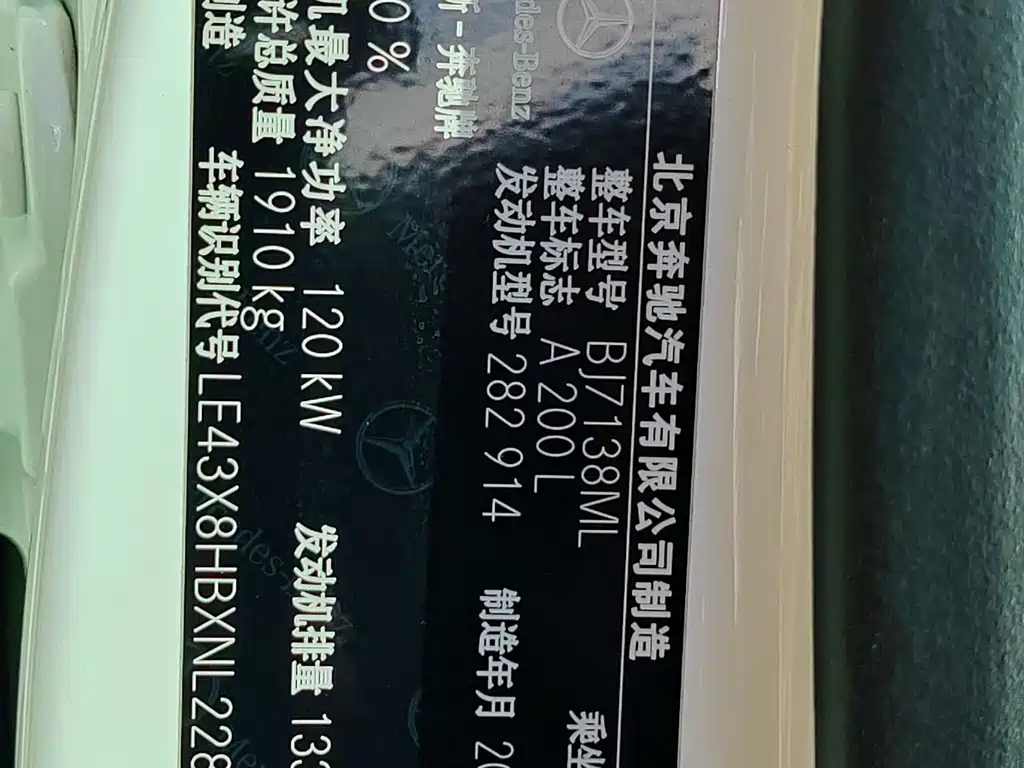 北京奔驰汽车有限公司制造
整车型号 BJ7138ML 乘坐
整车标志 A 200 L
发动机型号 282 914 制造年月 20
- 奔驰牌
0 %
机最大净功率 120 kW 发动机排量 133
许总质量 1910 kg
制造
车辆识别代号 LE43X8HBXNL228